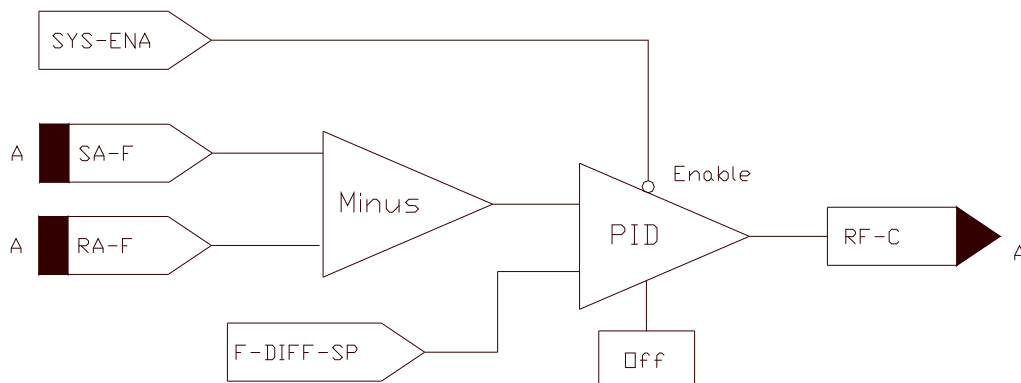 SYS-ENA
Enable
A SA-F
Minus
A RA-F
PID
RF-C
A
F-DIFF-SP
Off